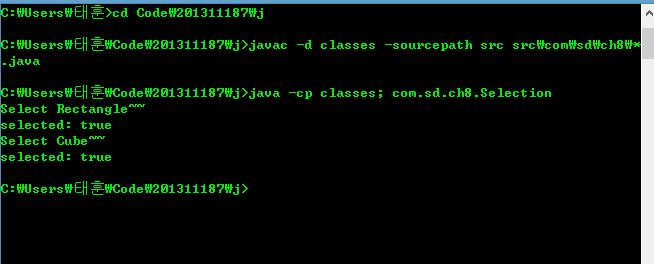 C:₩Users₩태훈>cd Code₩201311187₩j
C:₩Users₩태훈₩Code₩201311187₩j>javac -d classes -sourcepath src src₩com₩sd₩ch8₩*
.java
C:₩Users₩태훈₩Code₩201311187₩j>java -cp classes; com.sd.ch8.Selection
Select Rectangle~~
selected: true
Select Cube~~
selected: true
C:₩Users₩태훈₩Code₩201311187₩j>